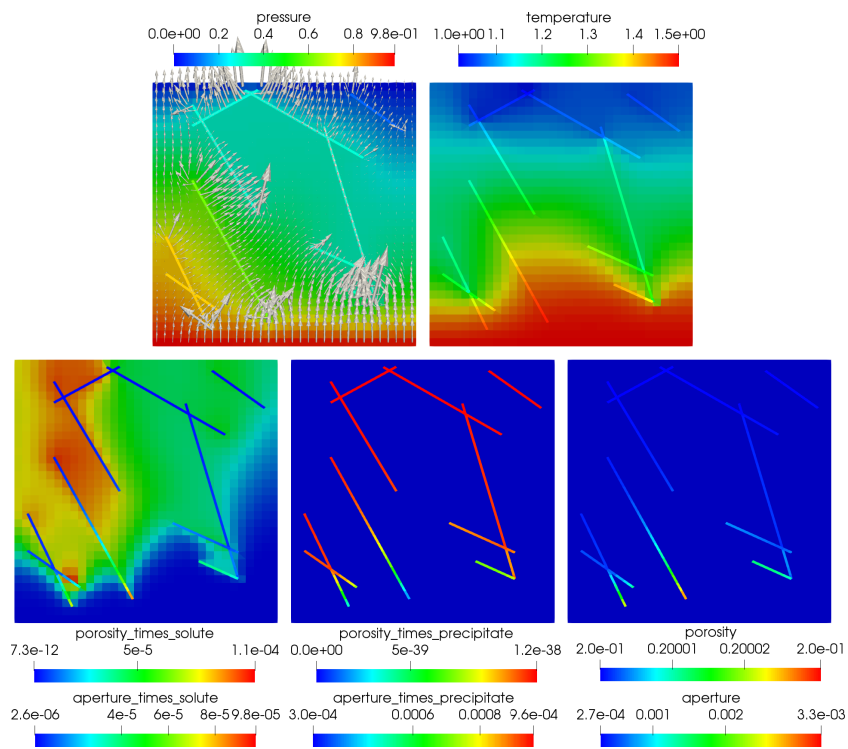 pressure
0.0e+00 0.2 0.4 0.6 0.8 9.8e-01
temperature
1.0e+00 1.1 1.2 1.3 1.4 1.5e+00
porosity_times_solute
7.3e-12 5e-5 1.1e-04
aperture_times_solute
2.6e-06 4e-5 6e-5 8e-5 9.8e-05
porosity_times_precipitate
0.0e+00 5e-39 1.2e-38
aperture_times_precipitate
3.0e-04 0.0006 0.0008 9.6e-04
porosity
2.0e-01 0.20001 0.20002 2.0e-01
aperture
2.7e-04 0.001 0.002 3.3e-03